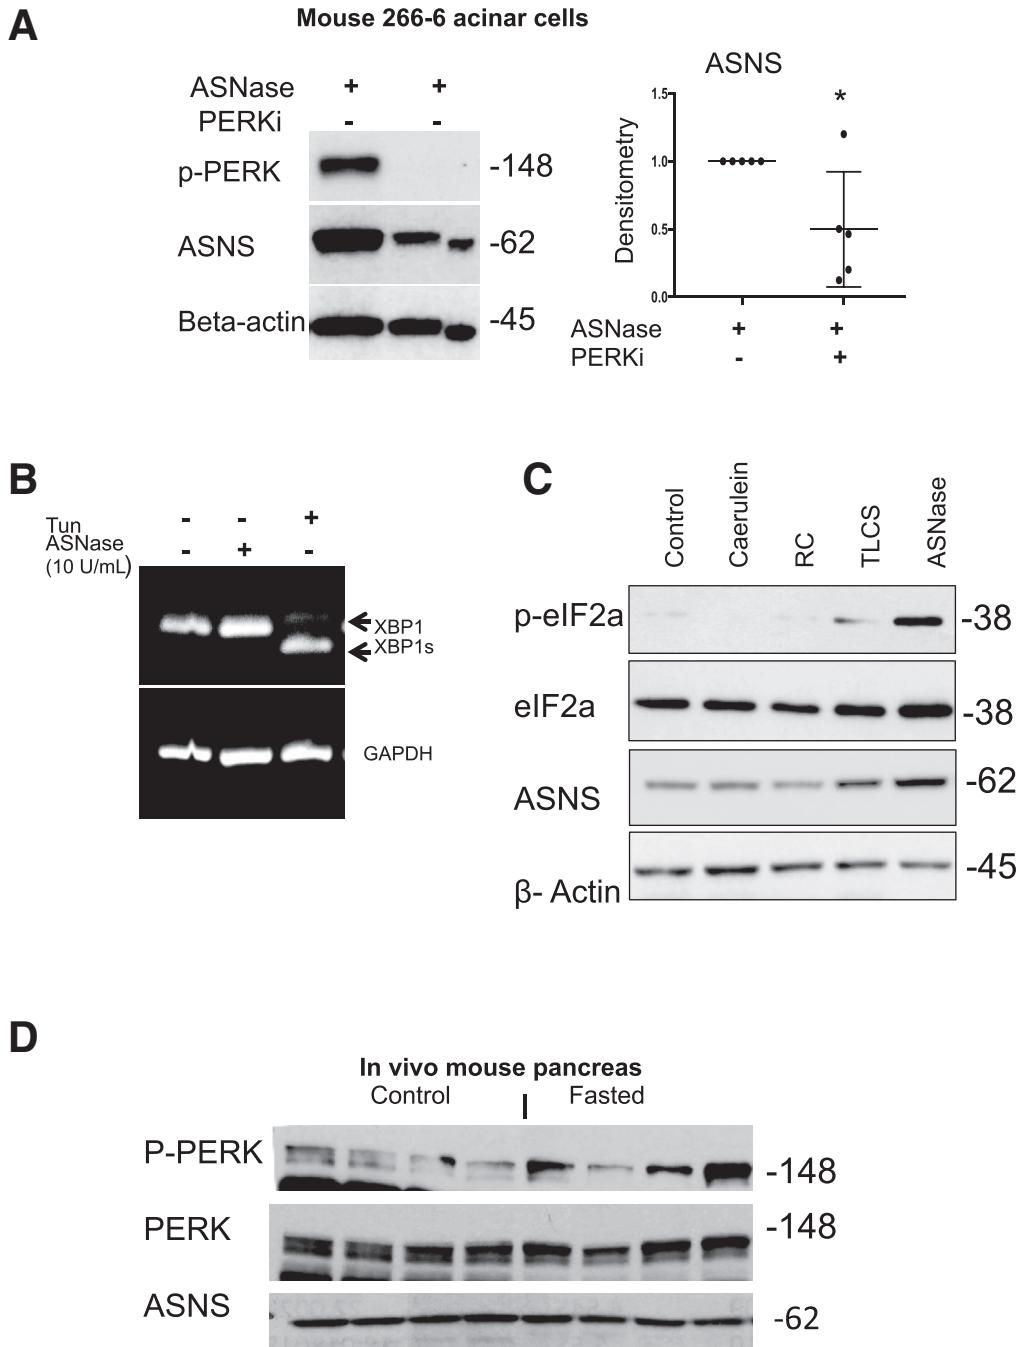 A
Mouse 266-6 acinar cells
ASNase + +
PERKi - -
p-PERK -148
ASNS -62
Beta-actin -45
ASNS
*
Densitometry
1.5
1.0
0.5
0.0
ASNase + +
PERKi - +
B
Tun - - +
ASNase - + -
(10 U/mL)
XBP1
XBP1s
GAPDH
C
Control
Caerulein
RC
TLCS
ASNase
p-eIF2a -38
eIF2a -38
ASNS -62
β- Actin -45
D
In vivo mouse pancreas
Control Fasted
P-PERK -148
PERK -148
ASNS -62